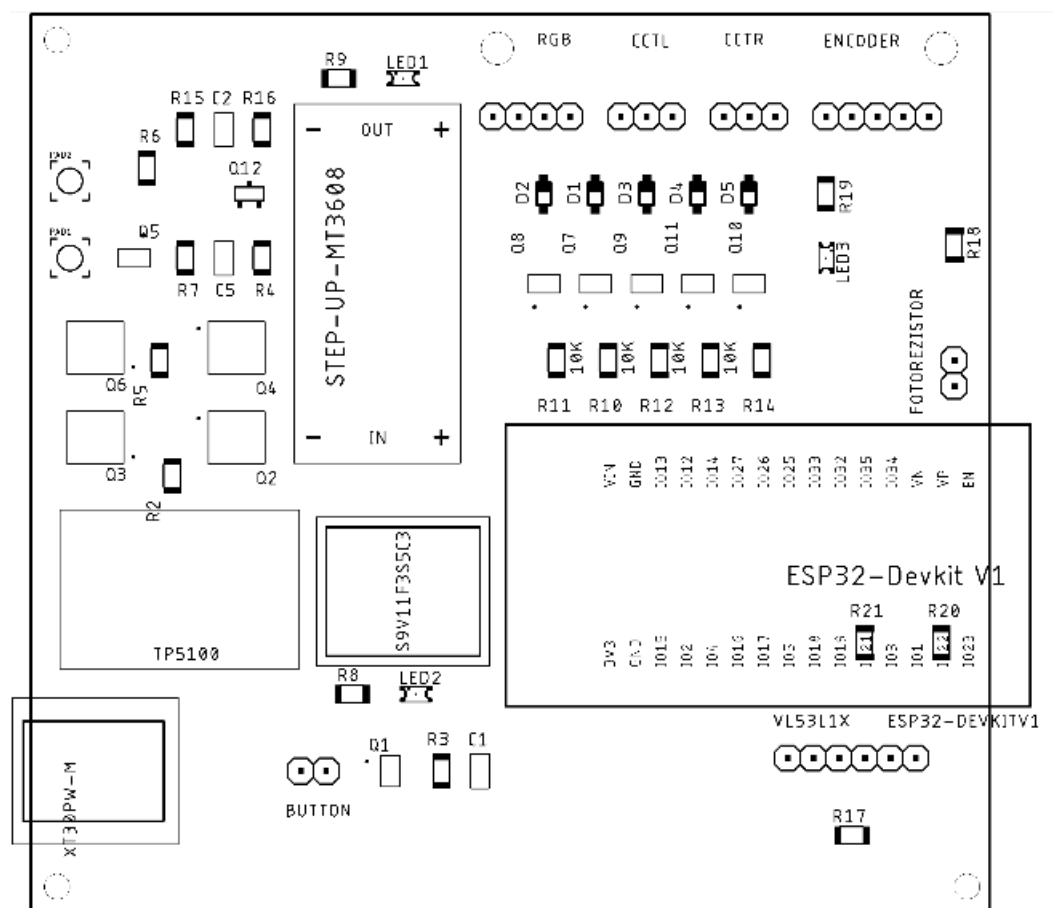 RGB CCTL CCTR ENCODER
R9 LED1
R15 C2 R16
OUT
R6
PAD2
Q12
D2 D1 D3 D4 D5
R19
Q5
PAD1
Q8 Q7 Q9 Q11 Q10
LED3
R18
R7 C5 R4
STEP-UP-MT3608
FOTOREZISTOR
10K 10K 10K 10K
Q6 Q4
R5
R11 R10 R12 R13 R14
IN
VIN GND IO13 IO12 IO14 IO27 IO26 IO25 IO33 IO32 IO35 IO34 VN VP EN
Q3 Q2
R2
S9V11F3S5C3
ESP32-Devkit V1
R21 R20
TP5100
3V3 GND IO15 IO2 IO4 IO16 IO17 IO5 IO18 IO19 IO21 IO3 IO1 IO22 IO23
R8 LED2
VL53L1X ESP32-DEVKITV1
Q1 R3 C1
XT30PW-M
BUTTON
R17